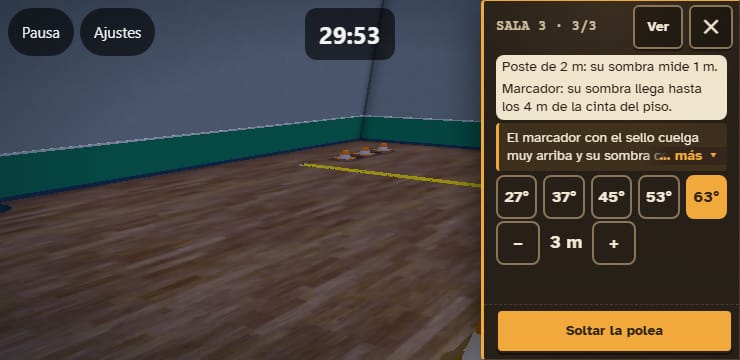 Pausa
Ajustes
29:53
SALA 3 · 3/3
Ver
✕
Poste de 2 m: su sombra mide 1 m.
Marcador: su sombra llega hasta
los 4 m de la cinta del piso.
El marcador con el sello cuelga
muy arriba y su sombra c... más ▼
27° 37° 45° 53° 63°
− 3 m +
Soltar la polea